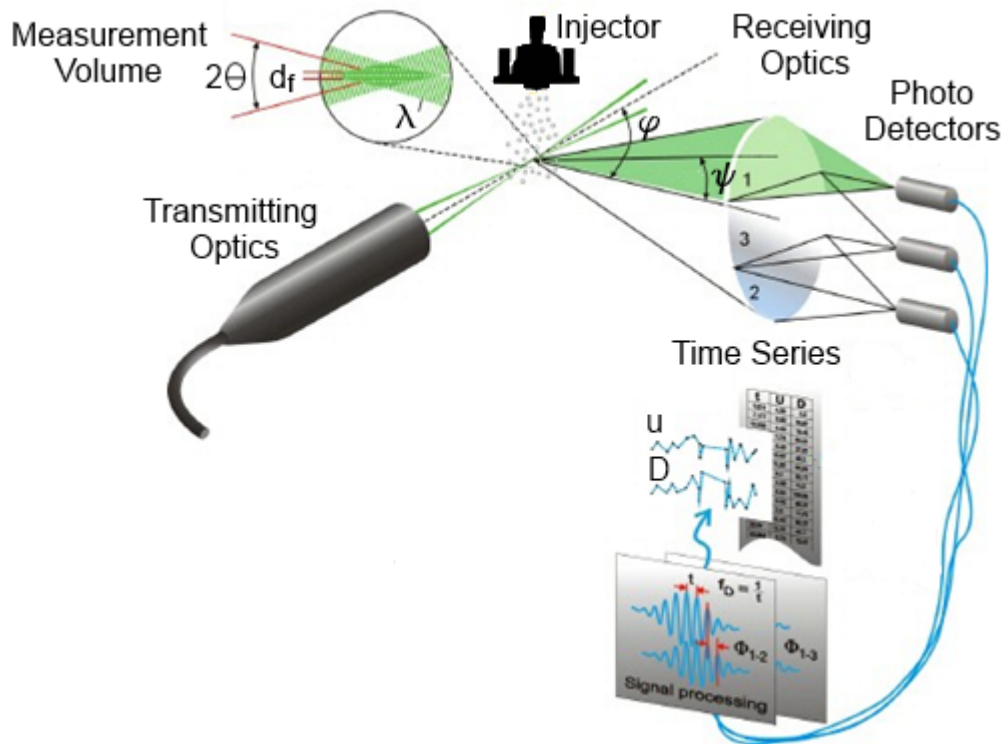 Measurement
Volume
2Θ
d_f
λ
Injector
Receiving
Optics
Photo
Detectors
φ
ψ
1
3
2
Transmitting
Optics
Time Series
t U D
u
D
t
f_D = 1/t
Φ1-2
Φ1-3
Signal processing